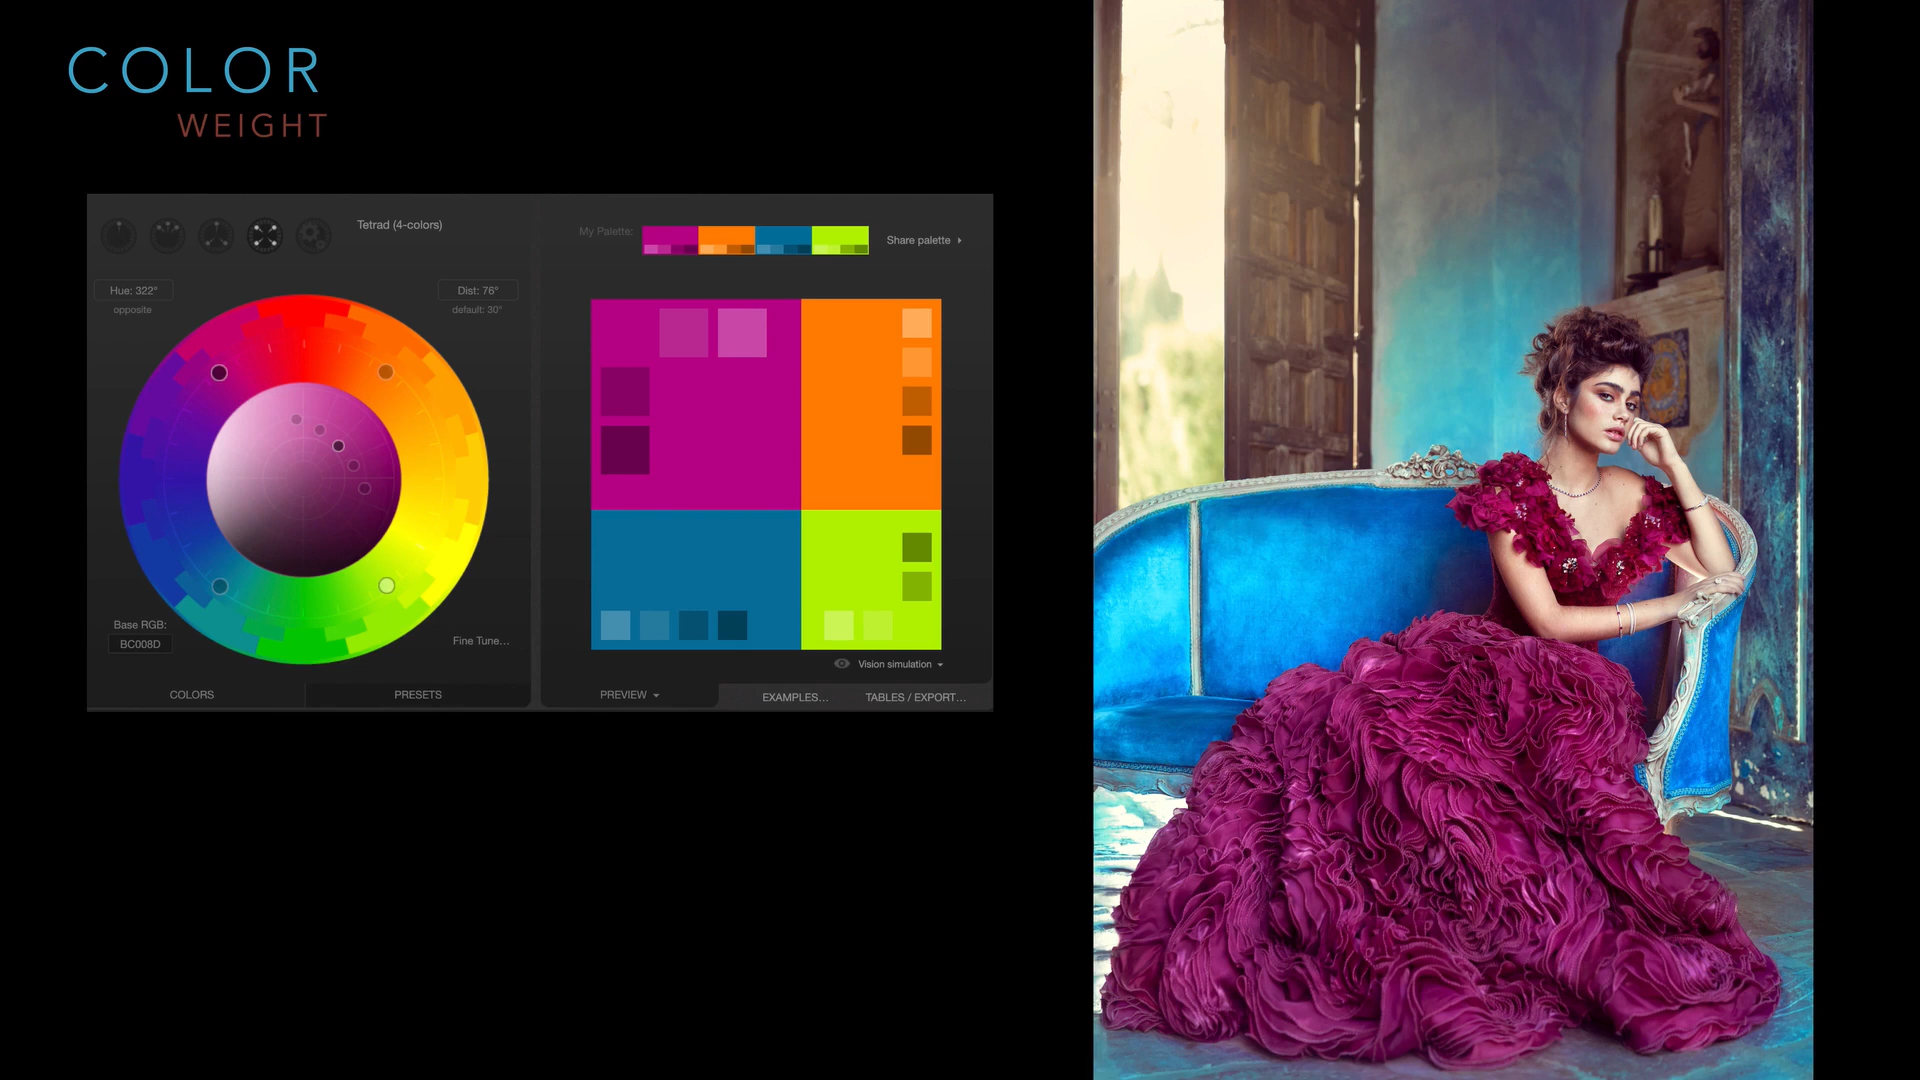 COLOR
WEIGHT
Tetrad (4-colors)
Hue: 322°
opposite
Dist: 76°
default: 30°
Base RGB:
BC008D
Fine Tune...
COLORS
PRESETS
My Palette:
Share palette
Vision simulation
PREVIEW
EXAMPLES...
TABLES / EXPORT...